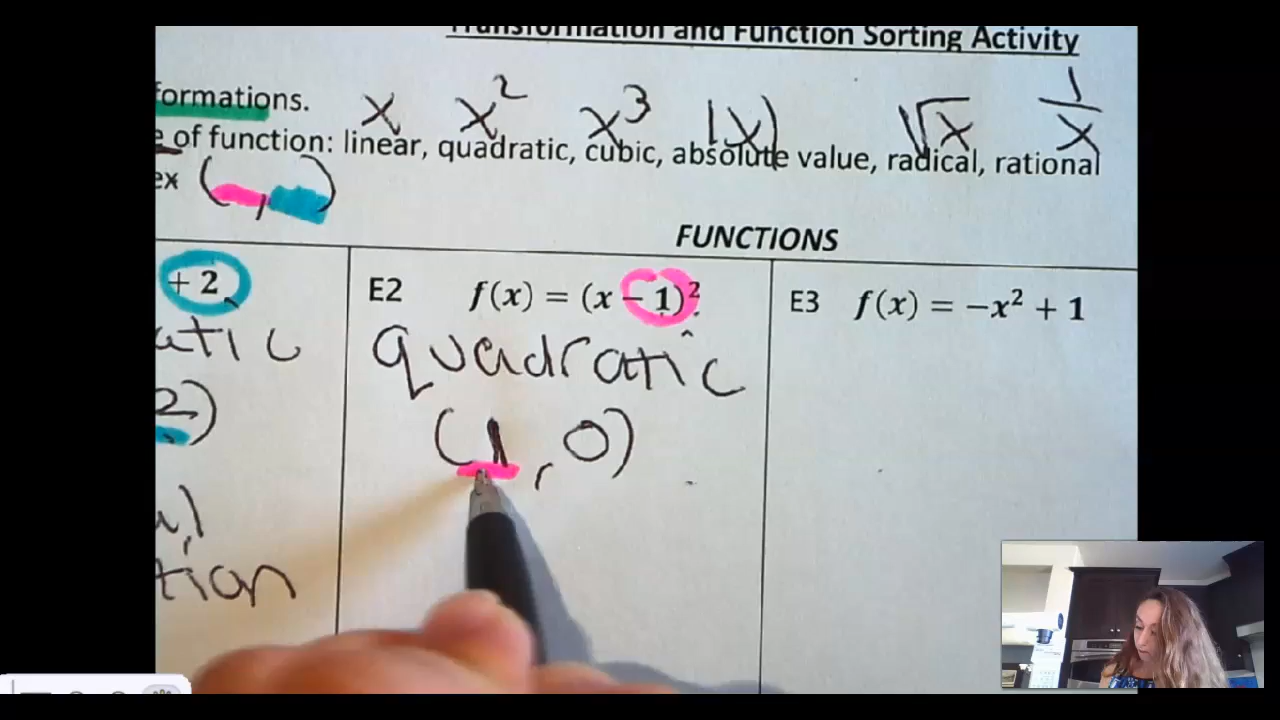 Transformation and Function Sorting Activity
formations.
x x² x³ |x| √x 1/x
e of function: linear, quadratic, cubic, absolute value, radical, rational
ex ( , )
FUNCTIONS
+ 2
E2 f(x) = (x − 1)²
E3 f(x) = −x² + 1
atic
quadratic
2)
(1, 0)
tion